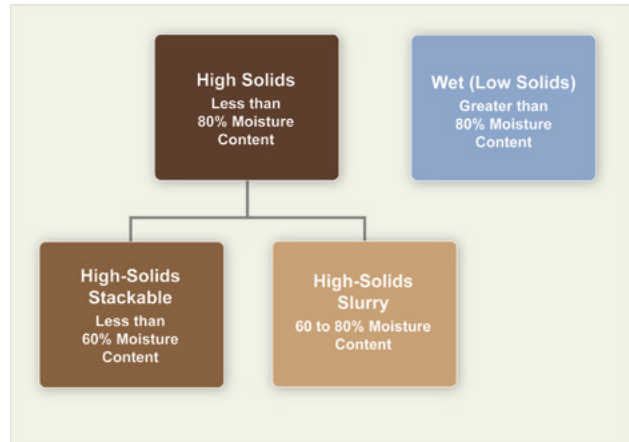 High Solids
Less than
80% Moisture
Content
Wet (Low Solids)
Greater than
80% Moisture
Content
High-Solids
Stackable
Less than
60% Moisture
Content
High-Solids
Slurry
60 to 80% Moisture
Content